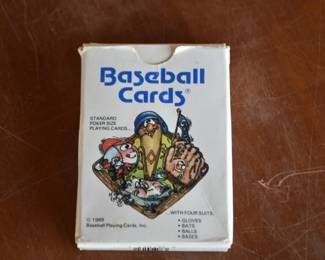 Baseball
Cards®
STANDARD
POKER SIZE
PLAYING CARDS...
...WITH FOUR SUITS.
• GLOVES
• BATS
• BALLS
• BASES
© 1989
Baseball Playing Cards, Inc.